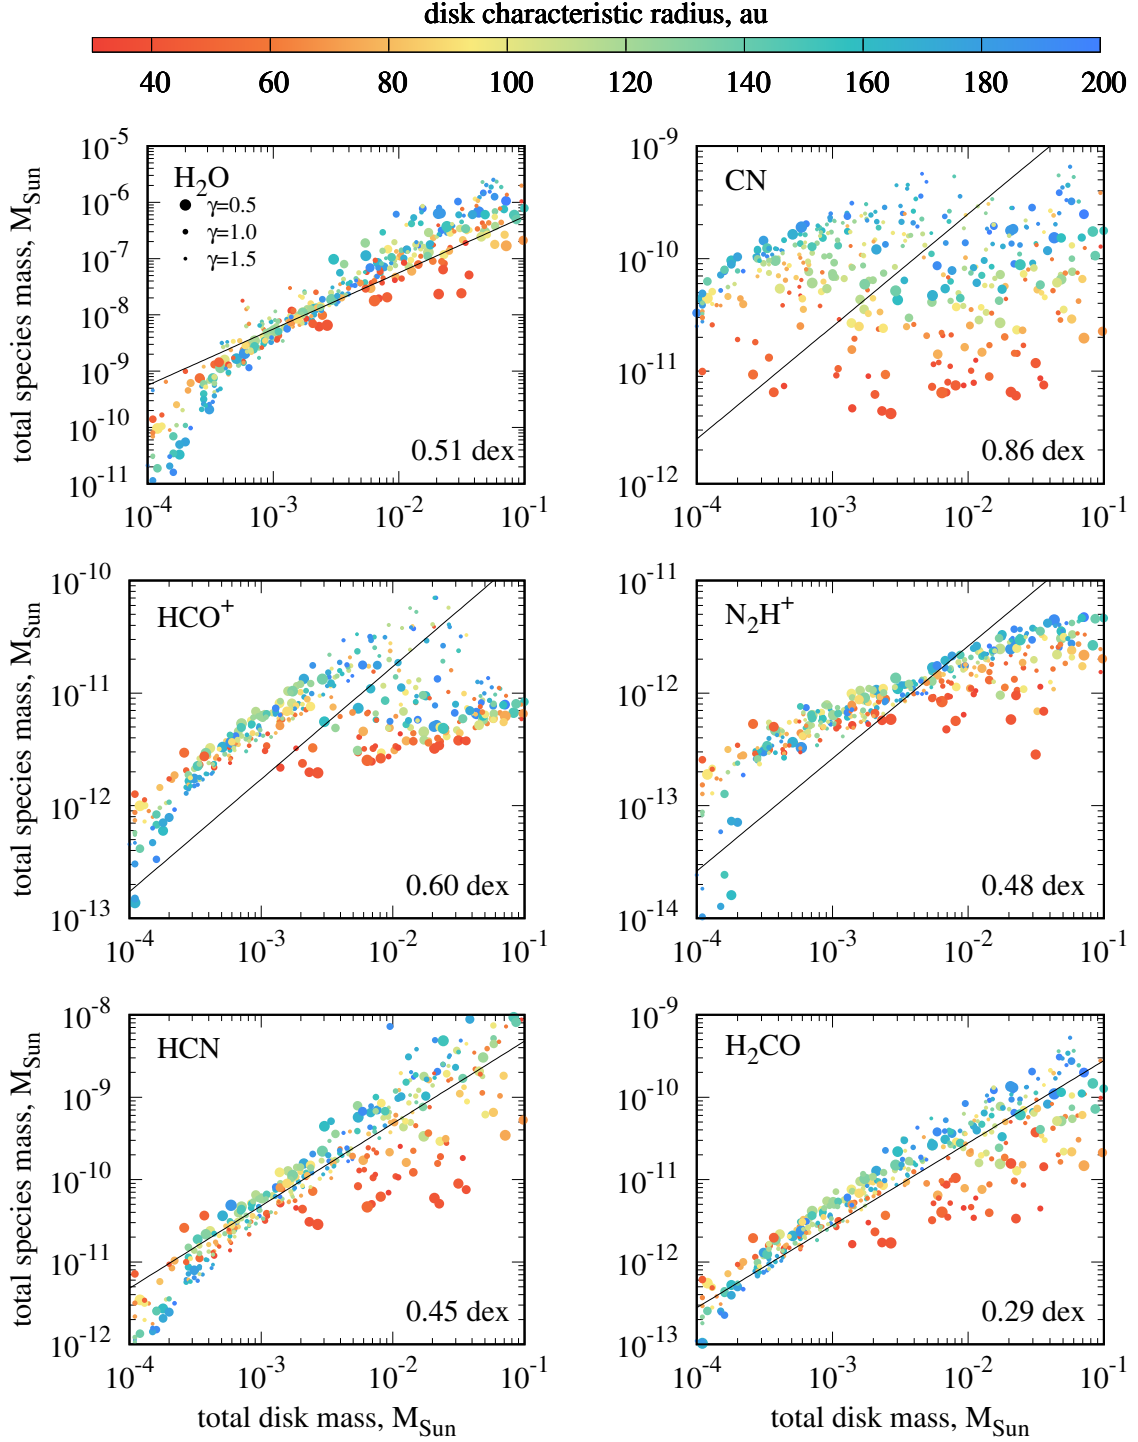 disk characteristic radius, au
40 60 80 100 120 140 160 180 200
total species mass, M_Sun
10^-5
10^-6
10^-7
10^-8
10^-9
10^-10
10^-11
H₂O
γ=0.5
γ=1.0
γ=1.5
0.51 dex
10^-4 10^-3 10^-2 10^-1
10^-9
10^-10
10^-11
10^-12
CN
0.86 dex
10^-4 10^-3 10^-2 10^-1
total species mass, M_Sun
10^-10
10^-11
10^-12
10^-13
HCO⁺
0.60 dex
10^-4 10^-3 10^-2 10^-1
10^-11
10^-12
10^-13
10^-14
N₂H⁺
0.48 dex
10^-4 10^-3 10^-2 10^-1
total species mass, M_Sun
10^-8
10^-9
10^-10
10^-11
10^-12
HCN
0.45 dex
10^-4 10^-3 10^-2 10^-1
total disk mass, M_Sun
10^-9
10^-10
10^-11
10^-12
10^-13
H₂CO
0.29 dex
10^-4 10^-3 10^-2 10^-1
total disk mass, M_Sun